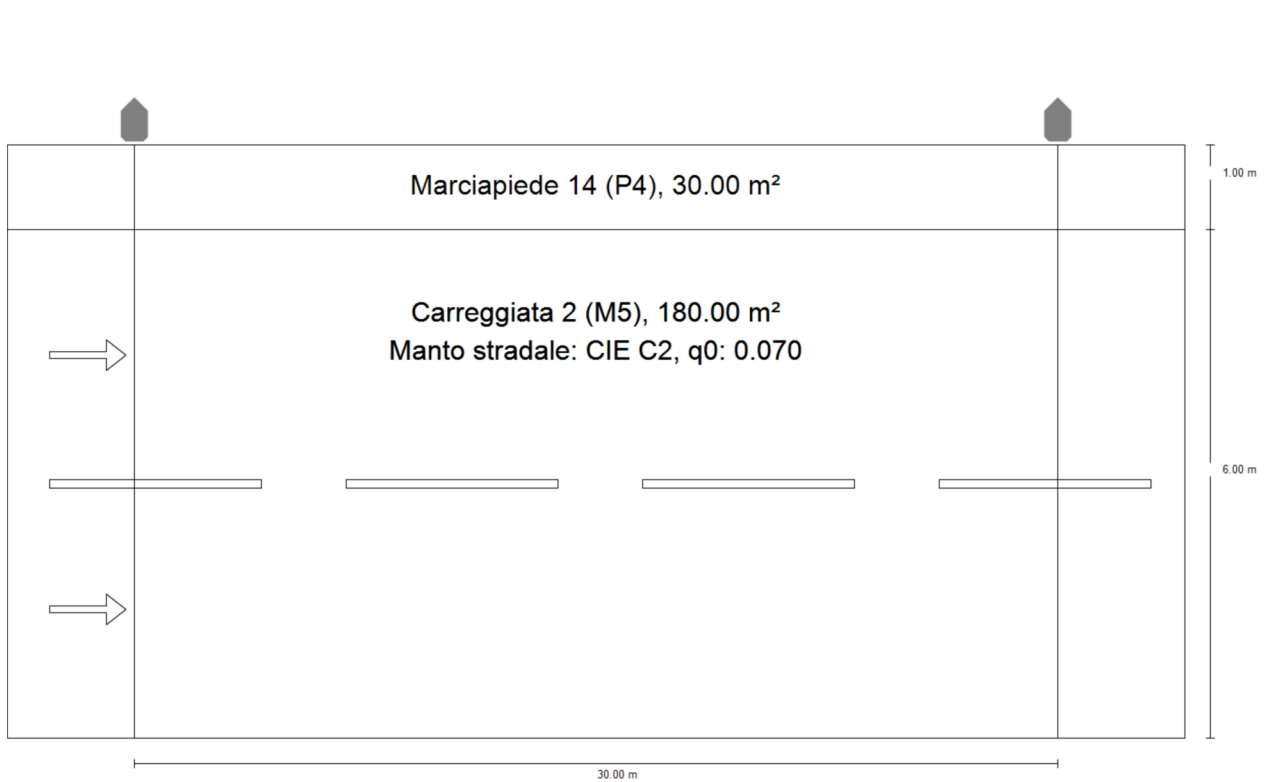 Marciapiede 14 (P4), 30.00 m²
1.00 m
Carreggiata 2 (M5), 180.00 m²
Manto stradale: CIE C2, q0: 0.070
6.00 m
30.00 m